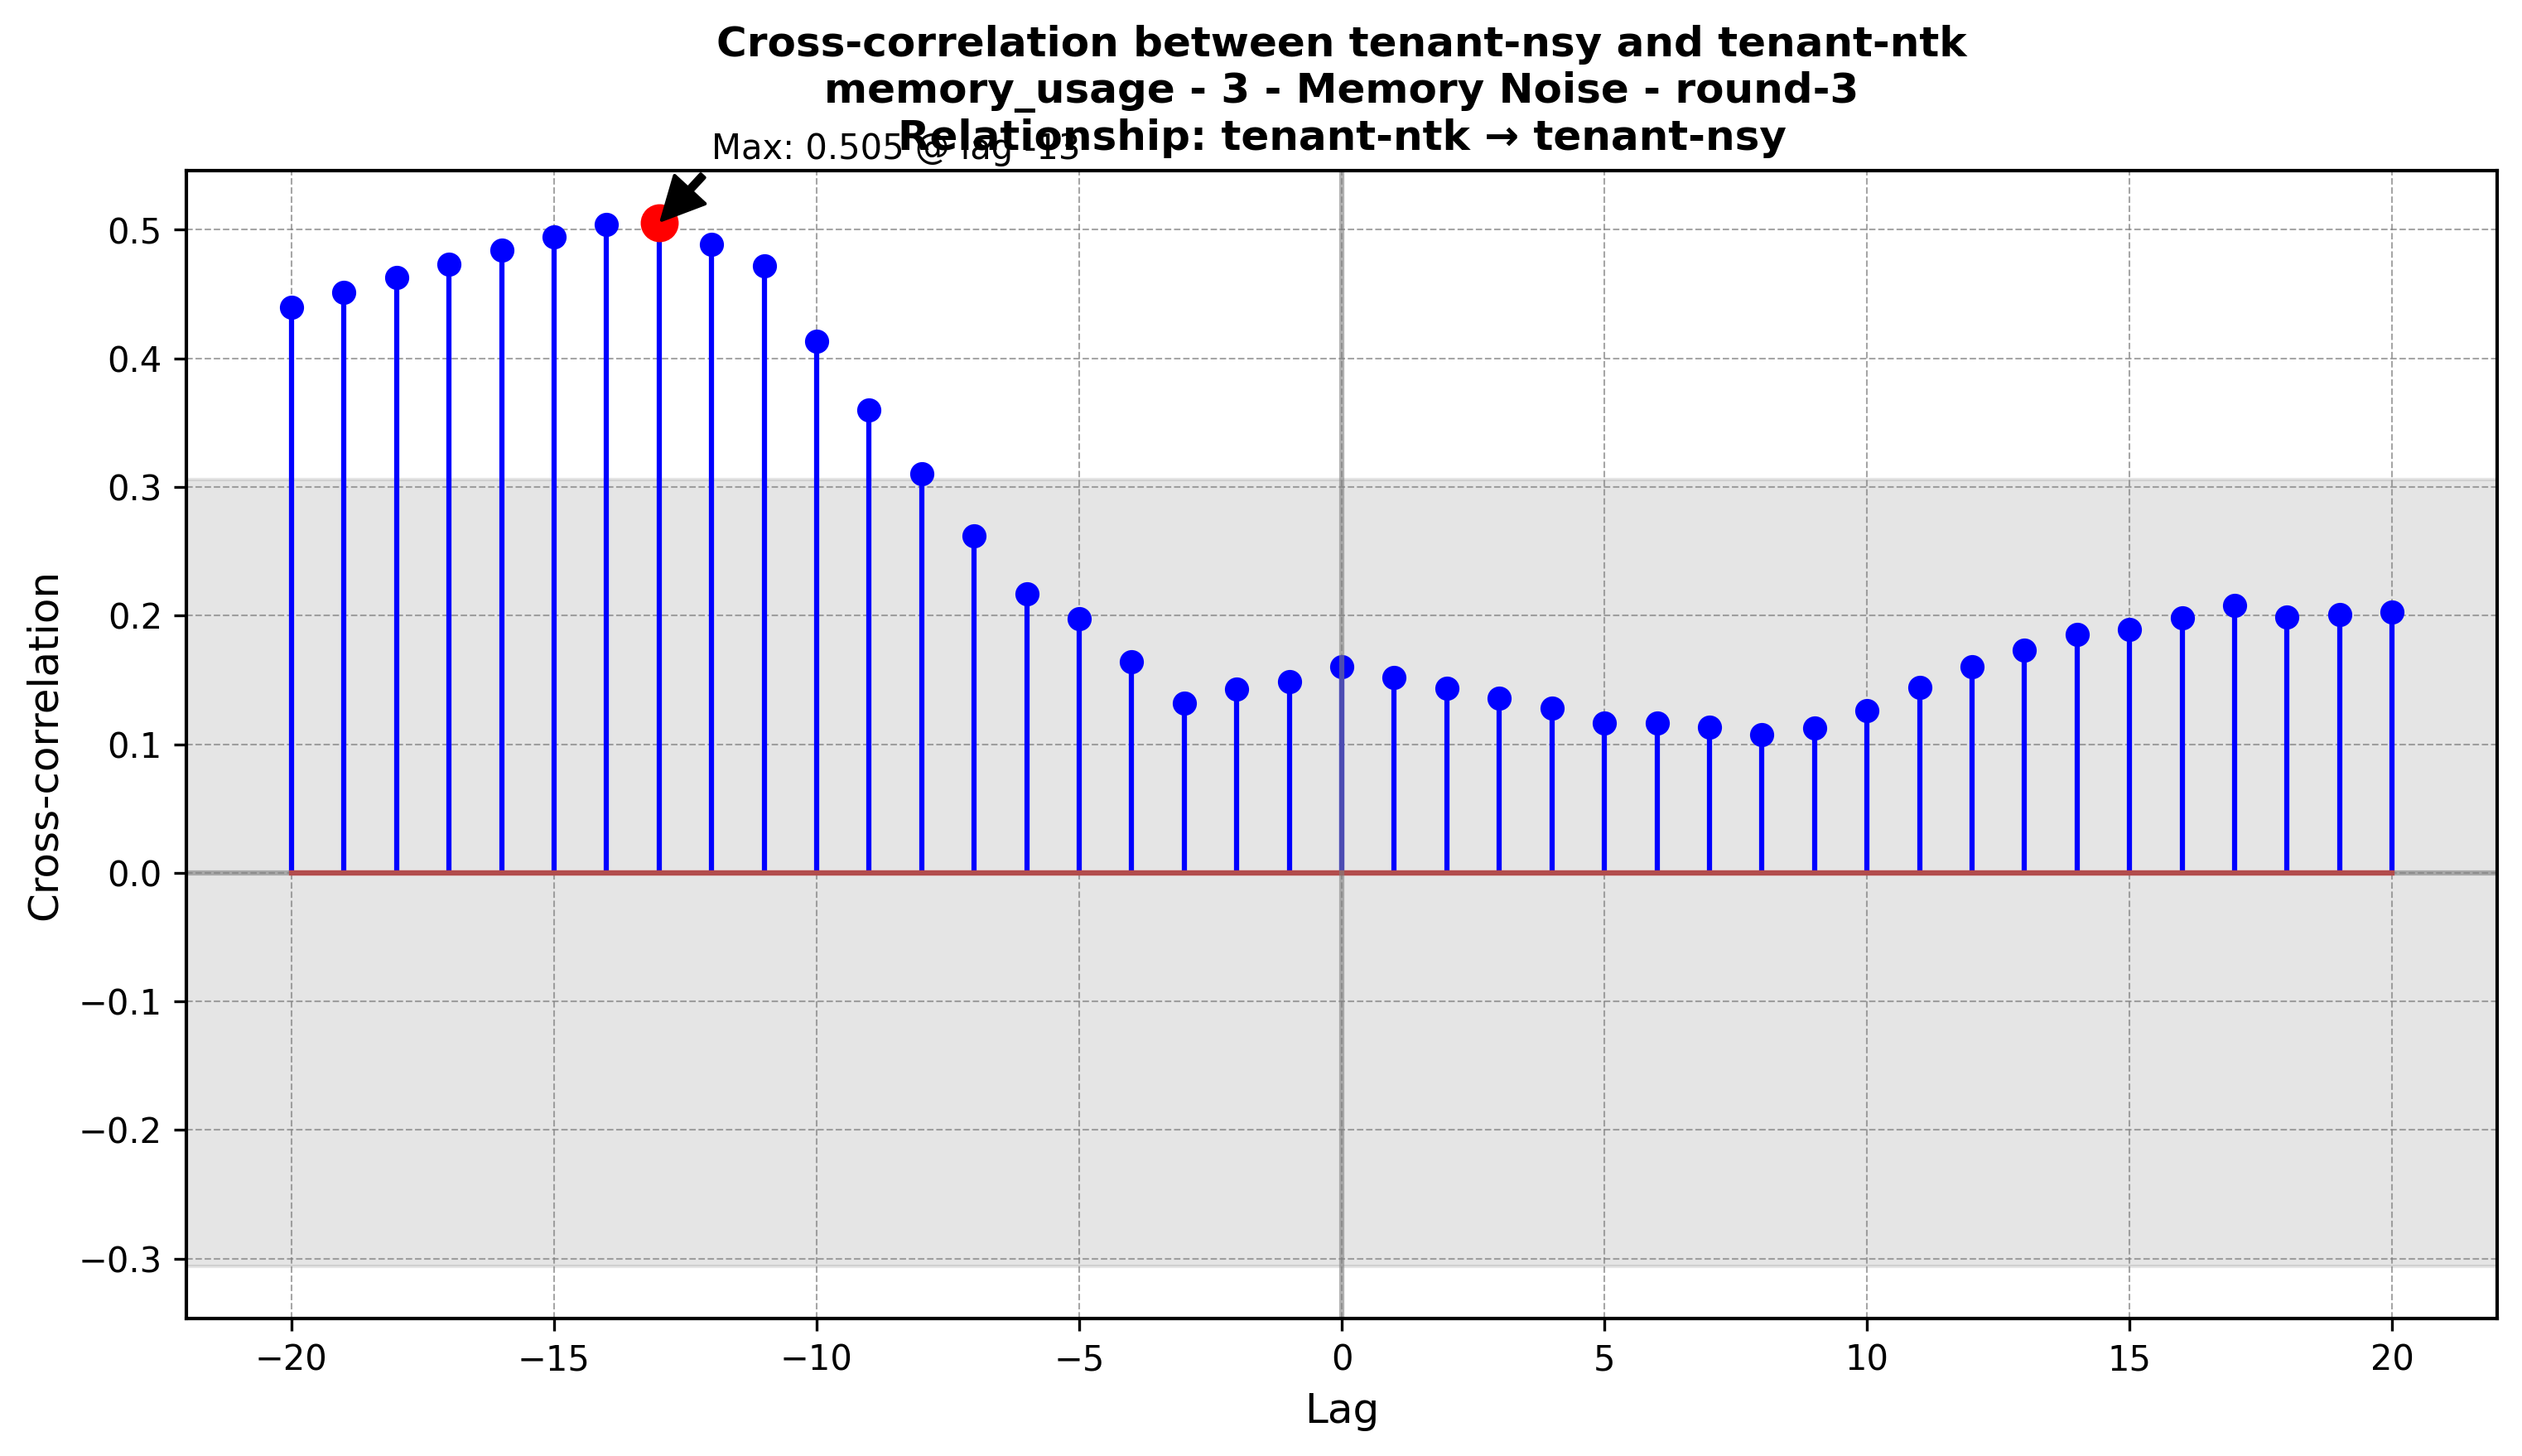 Cross-correlation between tenant-nsy and tenant-ntk
memory_usage - 3 - Memory Noise - round-3
Relationship: tenant-ntk → tenant-nsy
Max: 0.505 @ lag -13
0.5
0.4
0.3
0.2
0.1
0.0
−0.1
−0.2
−0.3
Cross-correlation
−20 −15 −10 −5 0 5 10 15 20
Lag